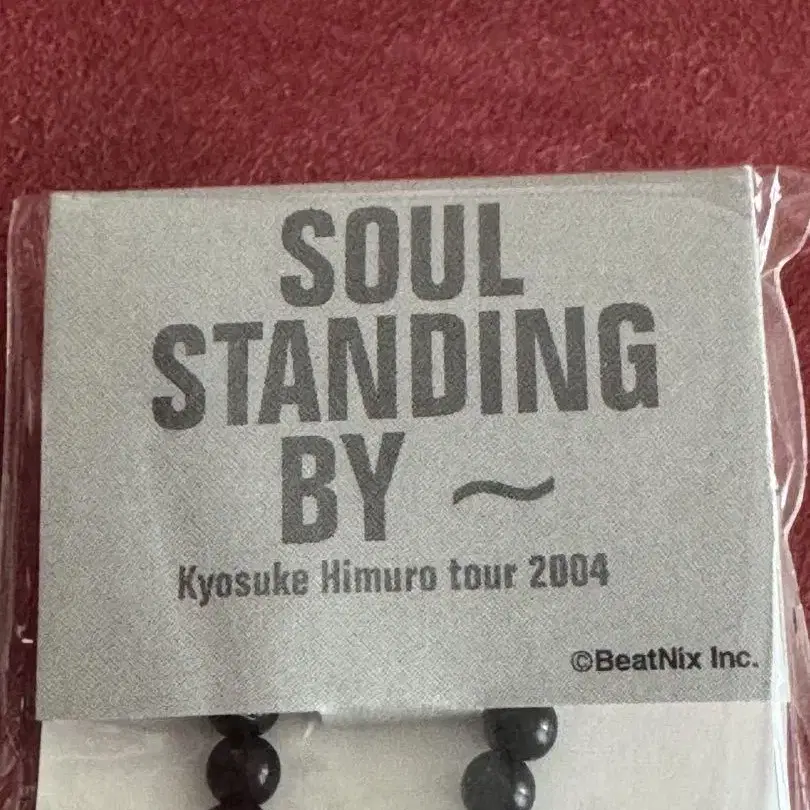 SOUL
STANDING
BY ～
Kyosuke Himuro tour 2004
©BeatNix Inc.